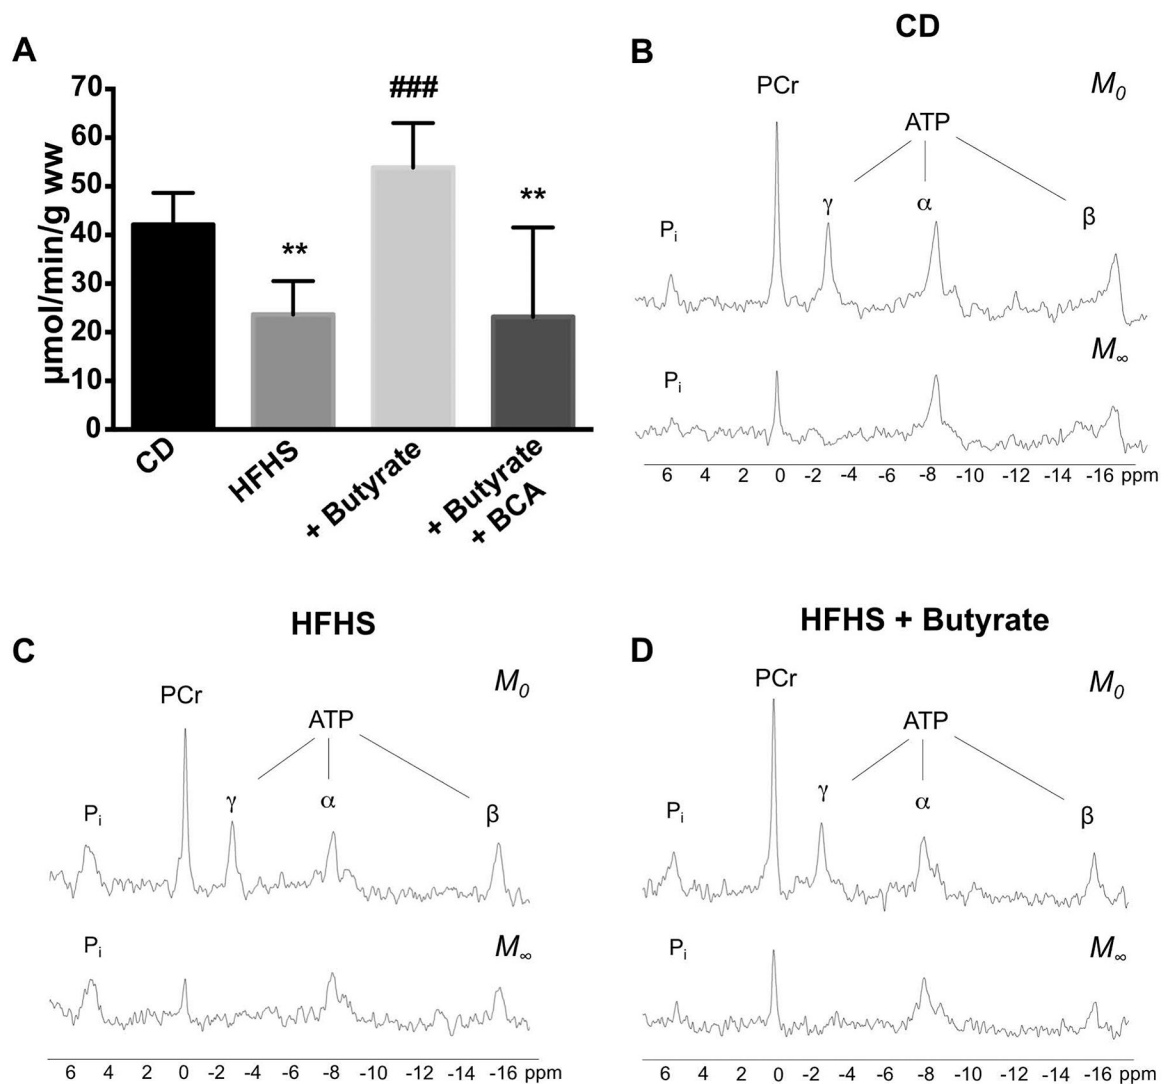 A
70
60
50
40
30
20
10
0
μmol/min/g ww
**
###
**
CD
HFHS
+ Butyrate
+ Butyrate
+ BCA
B
CD
PCr
M0
ATP
γ
α
β
Pi
M∞
Pi
6 4 2 0 -2 -4 -6 -8 -10 -12 -14 -16 ppm
C
HFHS
PCr
M0
ATP
γ
α
β
Pi
Pi
M∞
6 4 2 0 -2 -4 -6 -8 -10 -12 -14 -16 ppm
D
HFHS + Butyrate
PCr
M0
ATP
γ
α
β
Pi
Pi
M∞
6 4 2 0 -2 -4 -6 -8 -10 -12 -14 -16 ppm